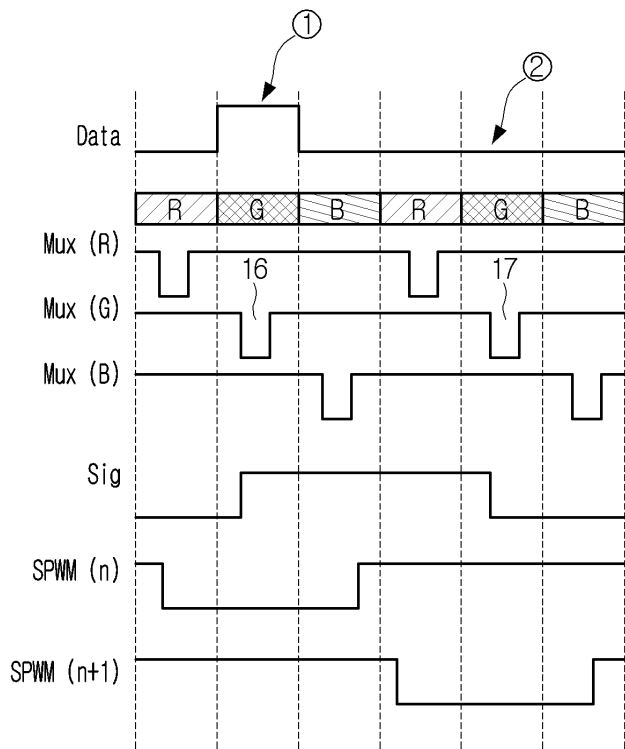 ①
②
Data
R G B R G B
Mux (R)
16 17
Mux (G)
Mux (B)
Sig
SPWM (n)
SPWM (n+1)